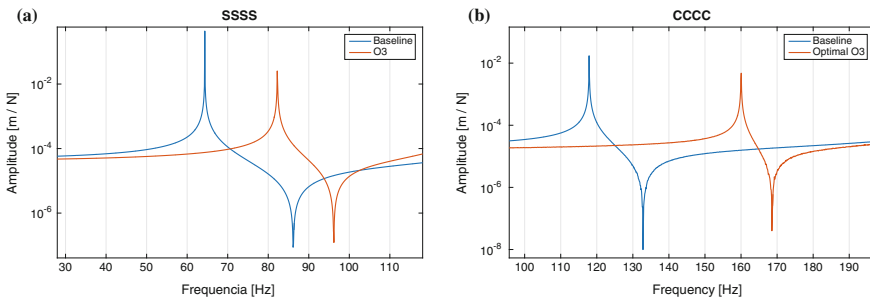 (a)
SSSS
Baseline
O3
Amplitude [m / N]
10^-2
10^-4
10^-6
30 40 50 60 70 80 90 100 110
Frequencia [Hz]
(b)
CCCC
Baseline
Optimal O3
Amplitude [m / N]
10^-2
10^-4
10^-6
10^-8
100 110 120 130 140 150 160 170 180 190
Frequency [Hz]